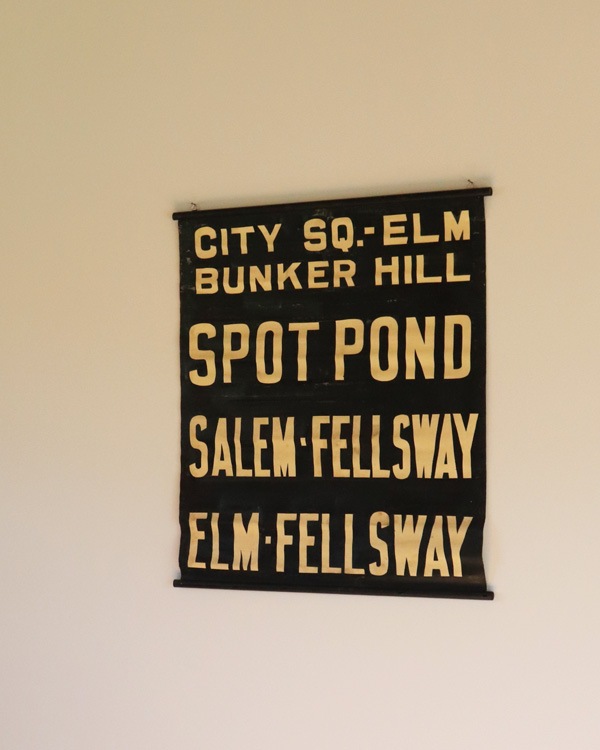 CITY SQ.-ELM
BUNKER HILL
SPOT POND
SALEM·FELLSWAY
ELM·FELLSWAY